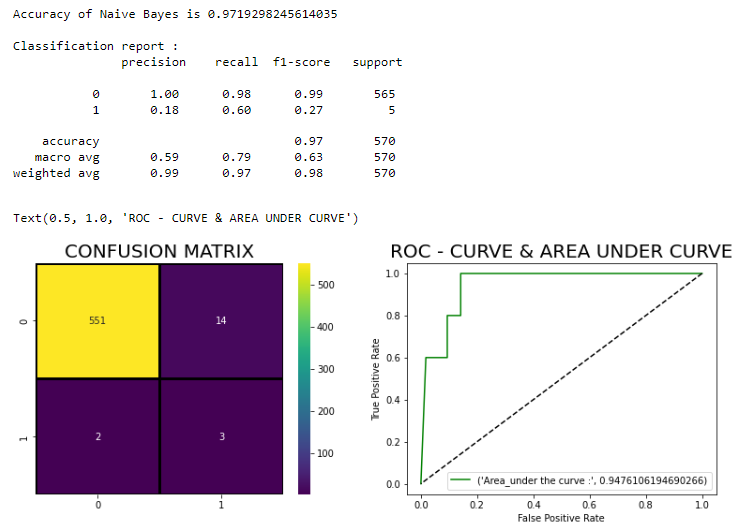 Accuracy of Naive Bayes is 0.9719298245614035
Classification report :
precision recall f1-score support
0 1.00 0.98 0.99 565
1 0.18 0.60 0.27 5
accuracy 0.97 570
macro avg 0.59 0.79 0.63 570
weighted avg 0.99 0.97 0.98 570
Text(0.5, 1.0, 'ROC - CURVE & AREA UNDER CURVE')
CONFUSION MATRIX
0
1
551
14
2
3
0
1
500
400
300
200
100
ROC - CURVE & AREA UNDER CURVE
True Positive Rate
1.0
0.8
0.6
0.4
0.2
0.0
('Area_under the curve :', 0.9476106194690266)
0.0 0.2 0.4 0.6 0.8 1.0
False Positive Rate